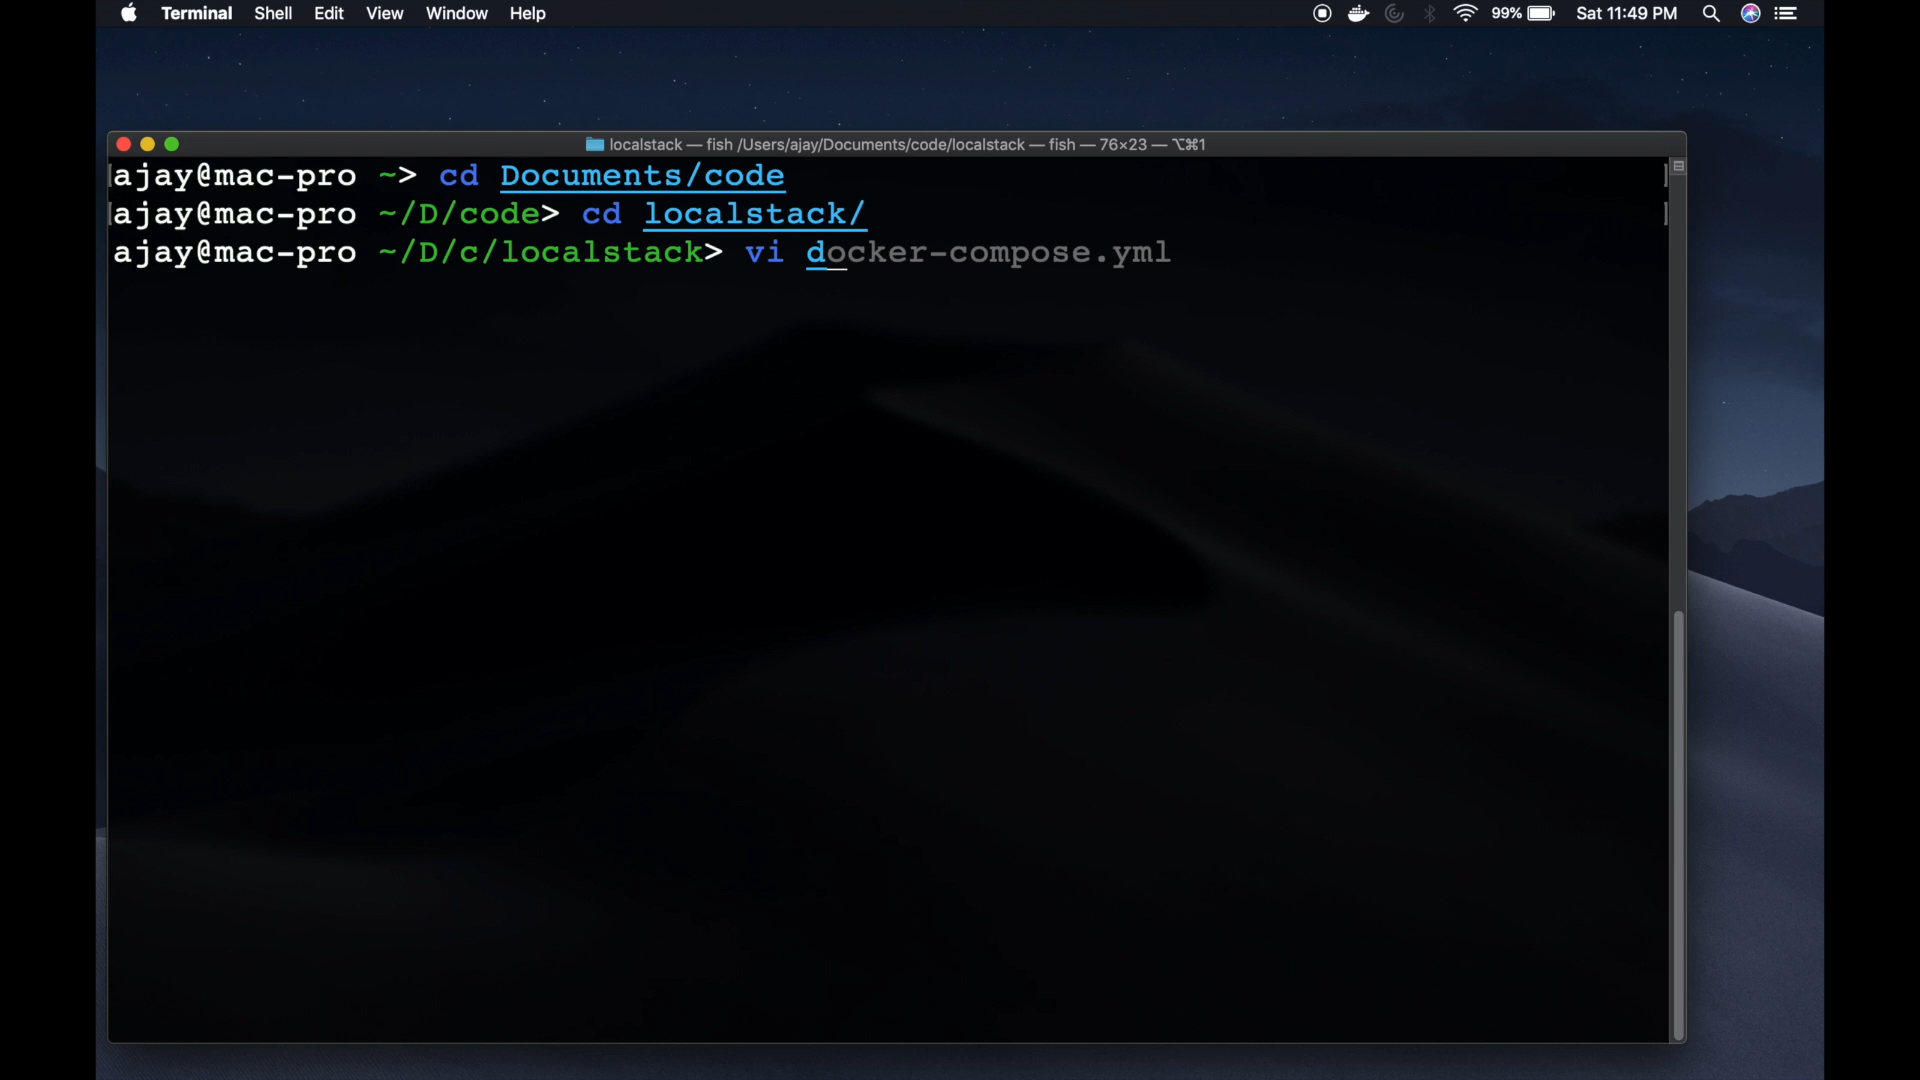 Terminal Shell Edit View Window Help 99% Sat 11:49 PM
localstack — fish /Users/ajay/Documents/code/localstack — fish — 76×23 — ⌥⌘1
ajay@mac-pro ~> cd Documents/code
ajay@mac-pro ~/D/code> cd localstack/
ajay@mac-pro ~/D/c/localstack> vi docker-compose.yml